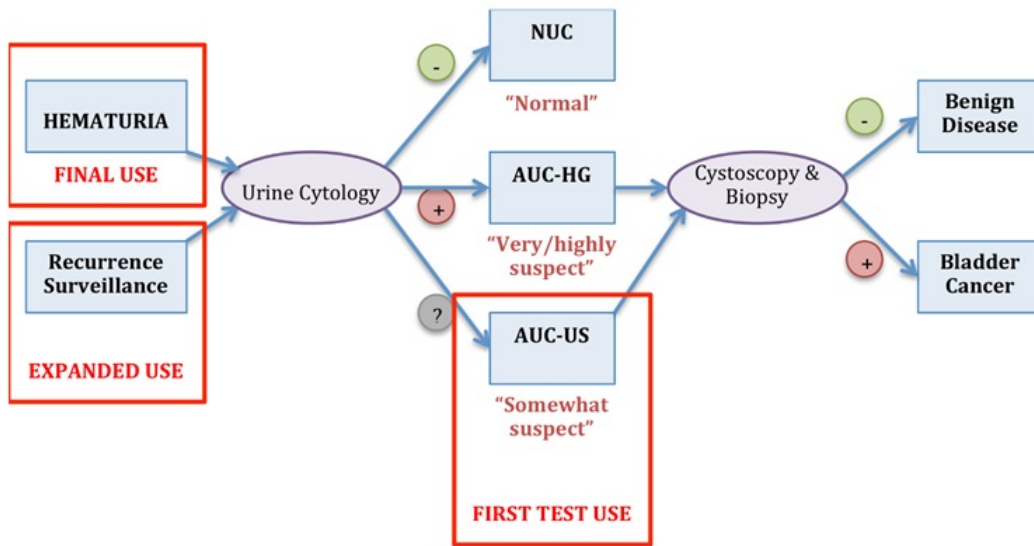 HEMATURIA
FINAL USE
Recurrence
Surveillance
EXPANDED USE
Urine Cytology
-
+
?
NUC
“Normal”
AUC-HG
“Very/highly
suspect”
AUC-US
“Somewhat
suspect”
FIRST TEST USE
Cystoscopy &
Biopsy
-
+
Benign
Disease
Bladder
Cancer